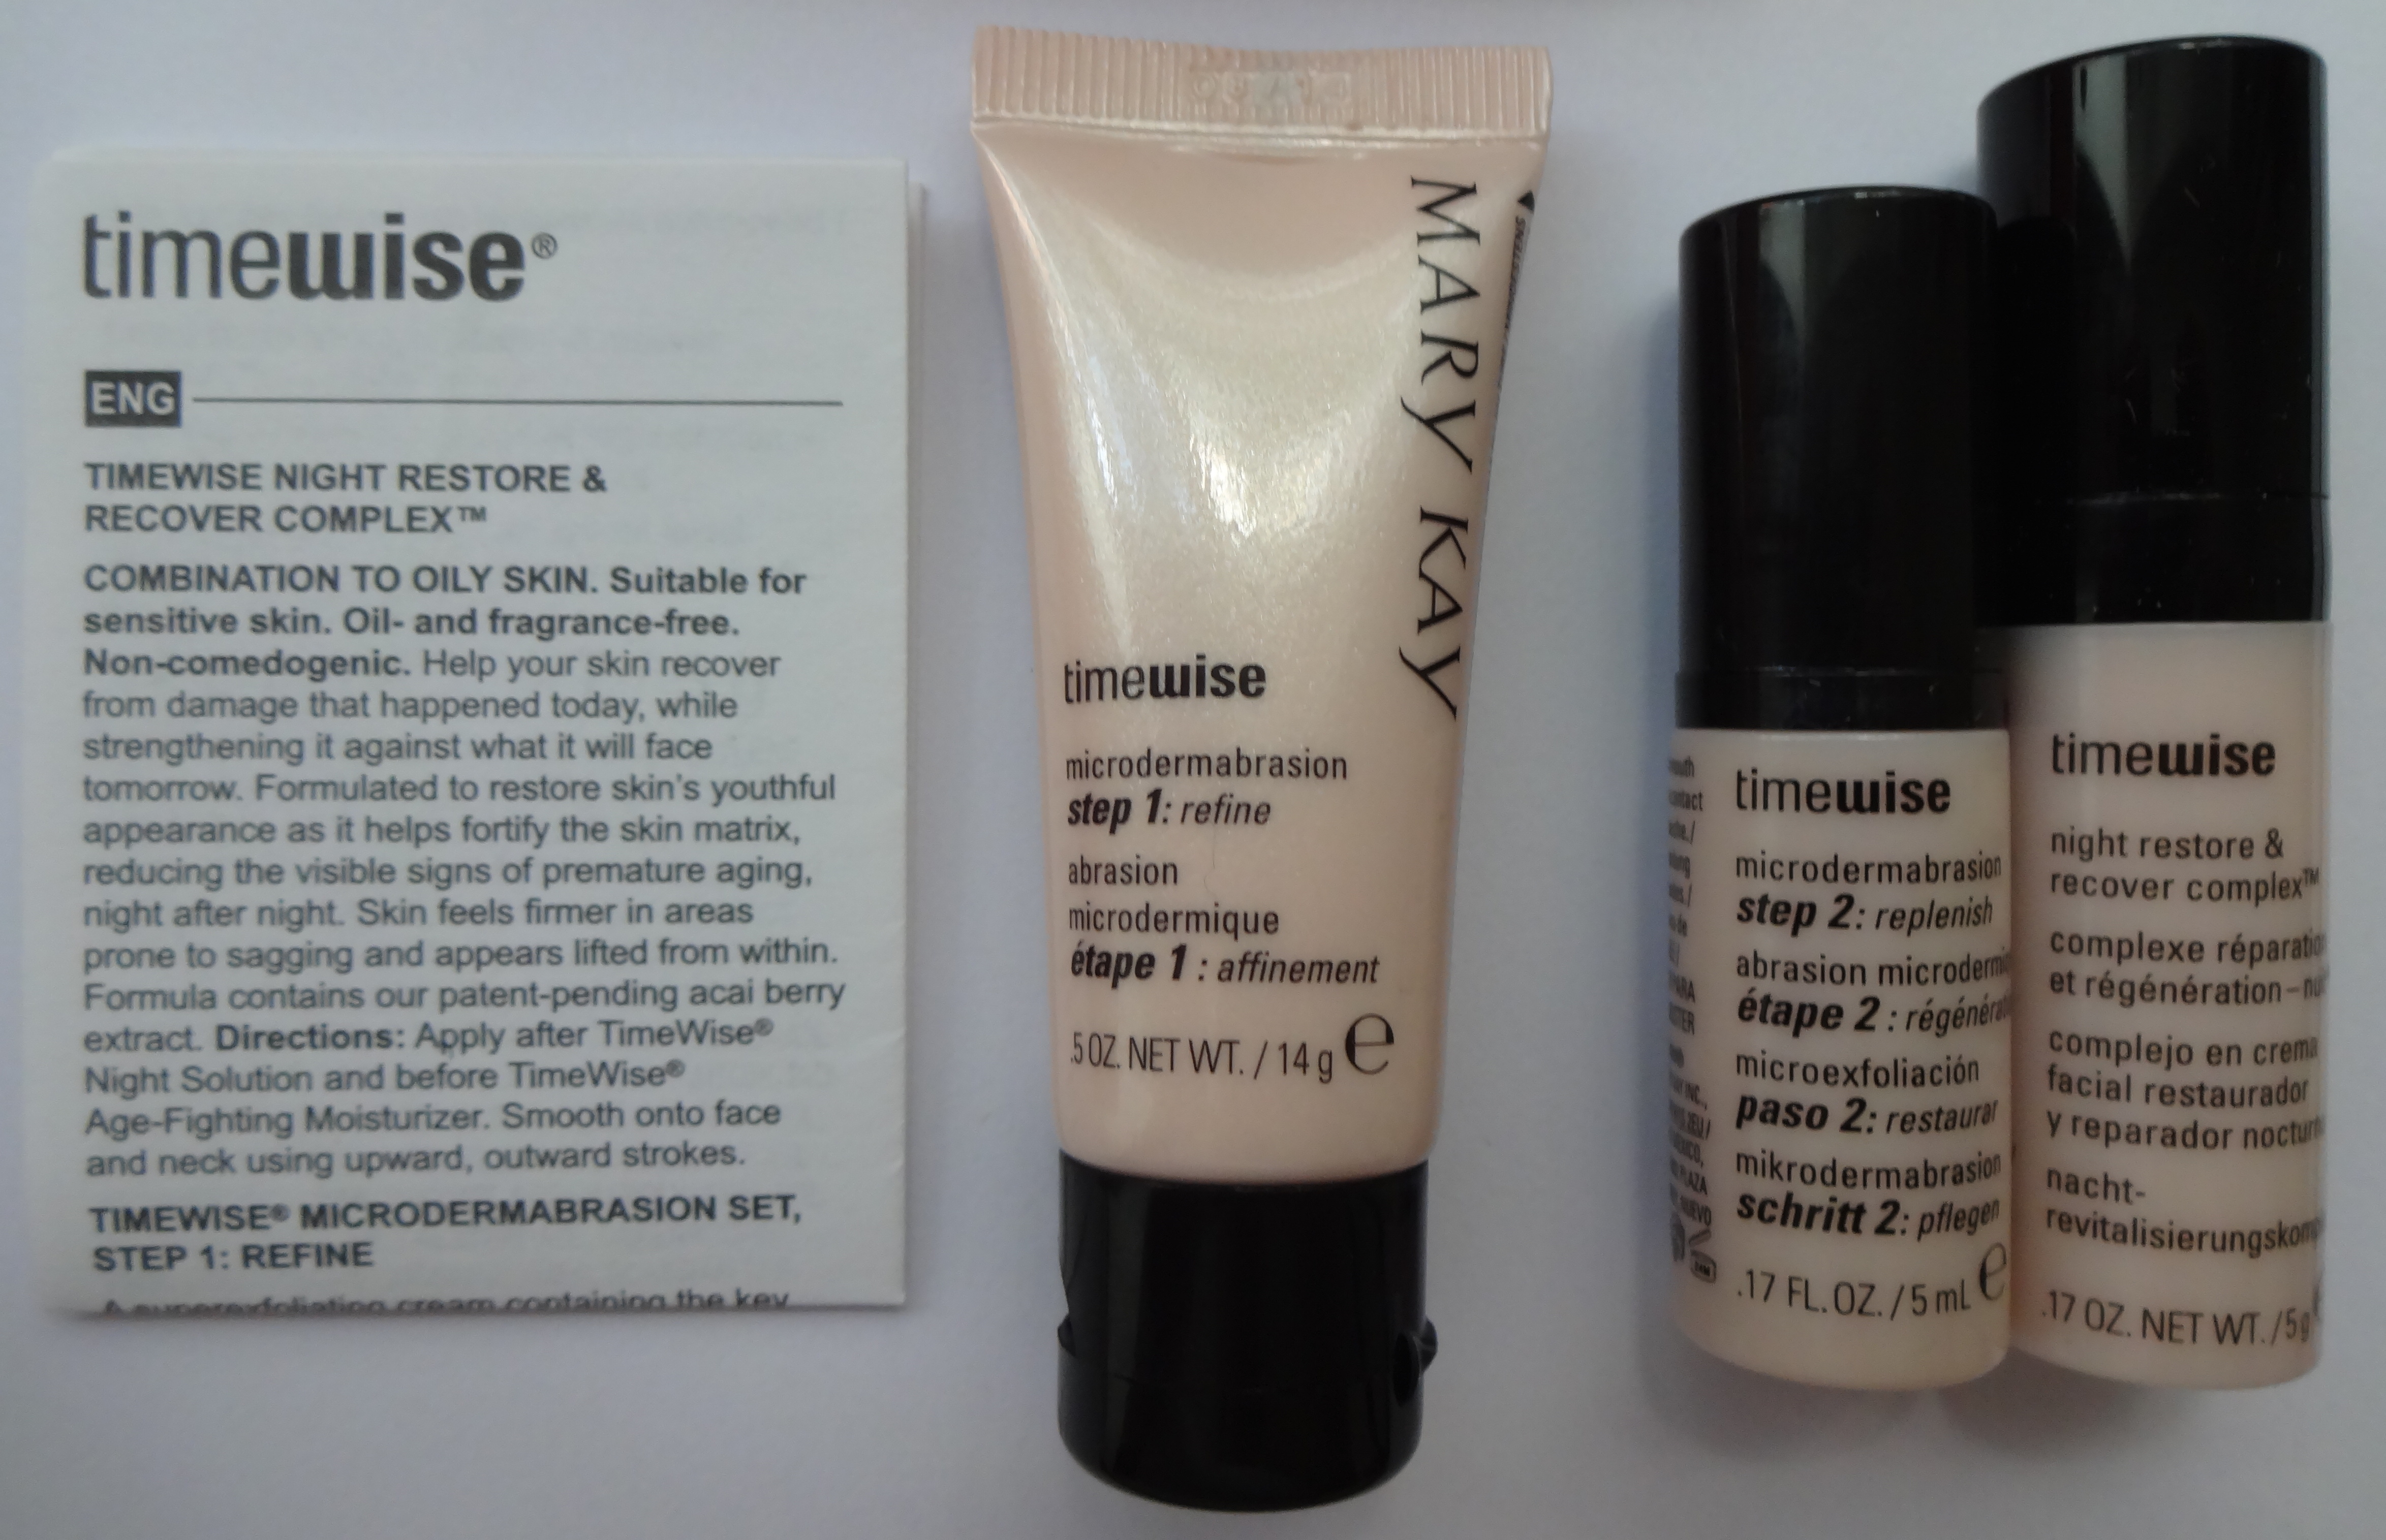 timewise®
ENG
TIMEWISE NIGHT RESTORE &
RECOVER COMPLEX™
COMBINATION TO OILY SKIN. Suitable for
sensitive skin. Oil- and fragrance-free.
Non-comedogenic. Help your skin recover
from damage that happened today, while
strengthening it against what it will face
tomorrow. Formulated to restore skin's youthful
appearance as it helps fortify the skin matrix,
reducing the visible signs of premature aging,
night after night. Skin feels firmer in areas
prone to sagging and appears lifted from within.
Formula contains our patent-pending acai berry
extract. Directions: Apply after TimeWise®
Night Solution and before TimeWise®
Age-Fighting Moisturizer. Smooth onto face
and neck using upward, outward strokes.
TIMEWISE® MICRODERMABRASION SET,
STEP 1: REFINE
A superexfoliating cream containing the key
MARY KAY
timewise
microdermabrasion
step 1: refine
abrasion
microdermique
étape 1 : affinement
.5 OZ. NET WT. / 14 g e
timewise
microdermabrasion
step 2: replenish
abrasion
étape 2 :
microexfoliación
paso 2: restaurar
mikrodermabrasion
schritt 2: pflegen
.17 FL. OZ. / 5 mL e
timewise
night restore &
recover complex™
complexe
et régénération –
complejo en crema
facial restaurador
y reparador
nacht-
.17 OZ. NET WT. / 5 g